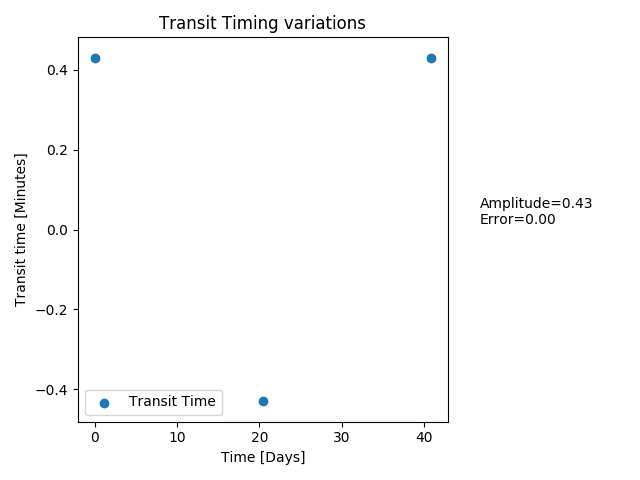 Transit Timing variations
0.4
0.2
0.0
−0.2
−0.4
Transit time [Minutes]
Amplitude=0.43
Error=0.00
Transit Time
0 10 20 30 40
Time [Days]